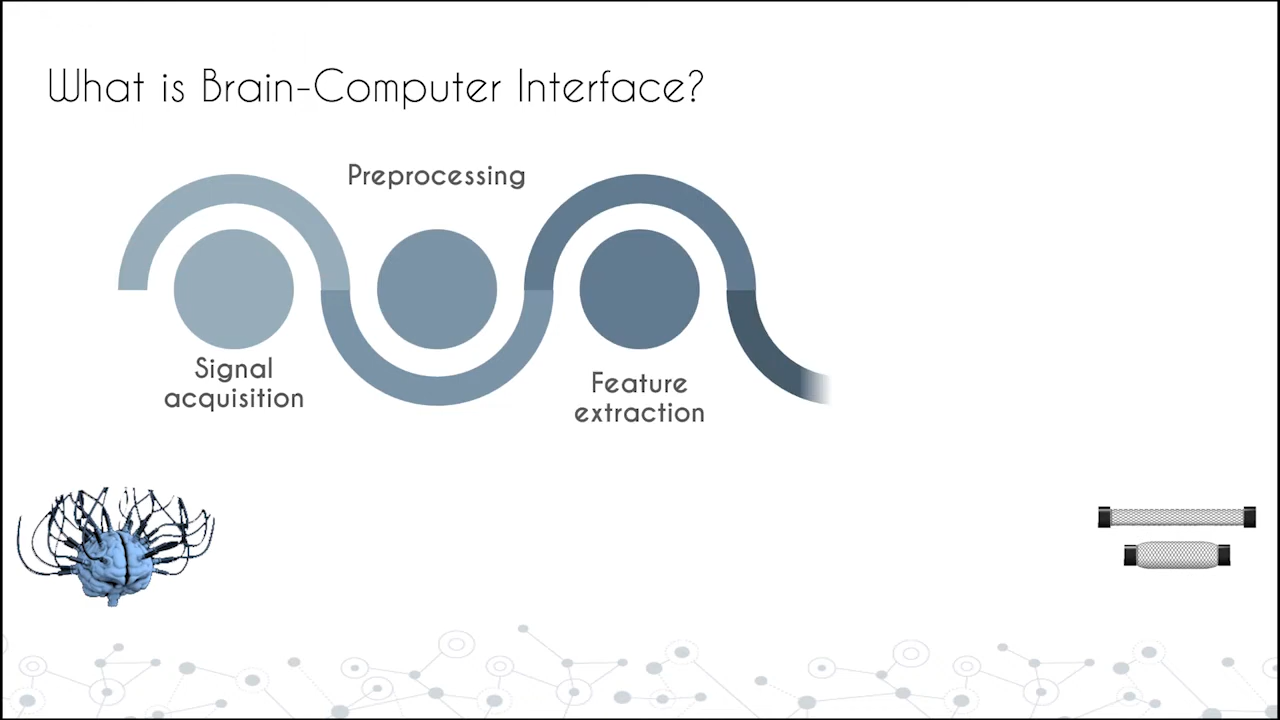 What is Brain-Computer Interface?
Preprocessing
Signal
acquisition
Feature
extraction